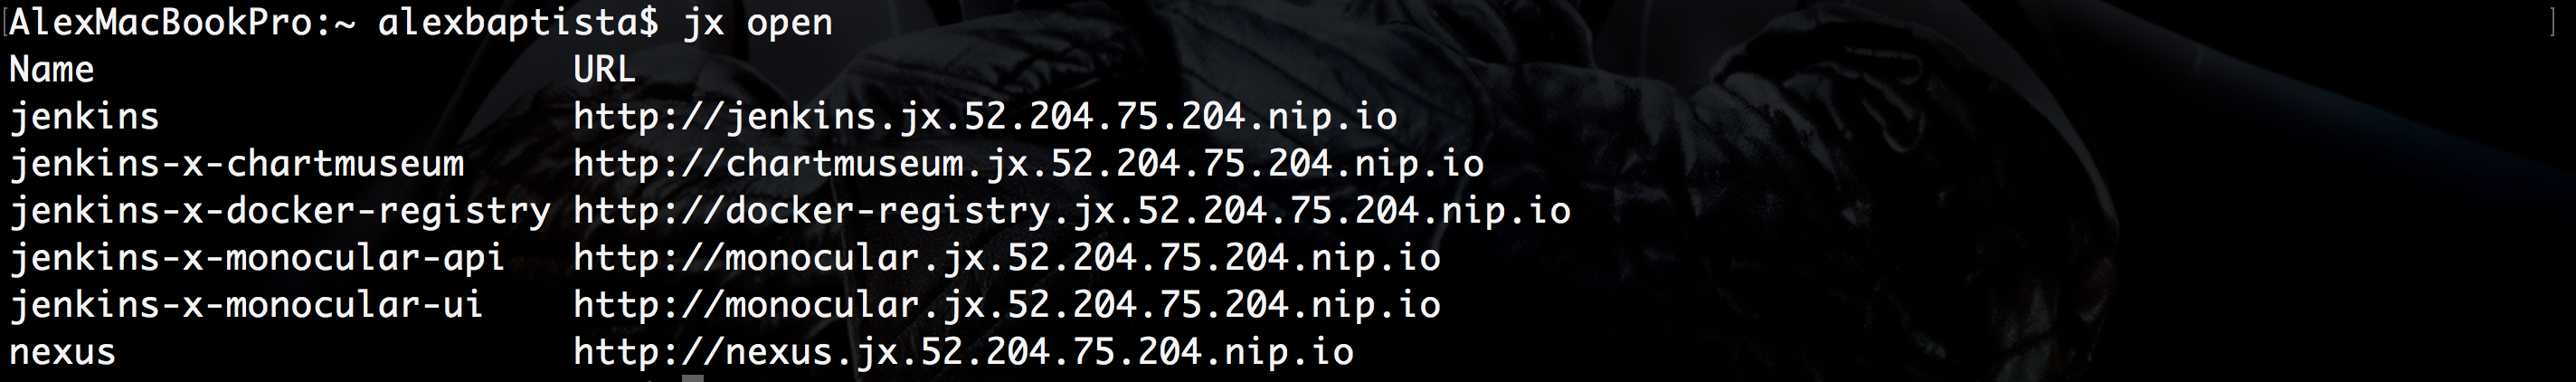 [AlexMacBookPro:~ alexbaptista$ jx open ]
Name URL
jenkins http://jenkins.jx.52.204.75.204.nip.io
jenkins-x-chartmuseum http://chartmuseum.jx.52.204.75.204.nip.io
jenkins-x-docker-registry http://docker-registry.jx.52.204.75.204.nip.io
jenkins-x-monocular-api http://monocular.jx.52.204.75.204.nip.io
jenkins-x-monocular-ui http://monocular.jx.52.204.75.204.nip.io
nexus http://nexus.jx.52.204.75.204.nip.io